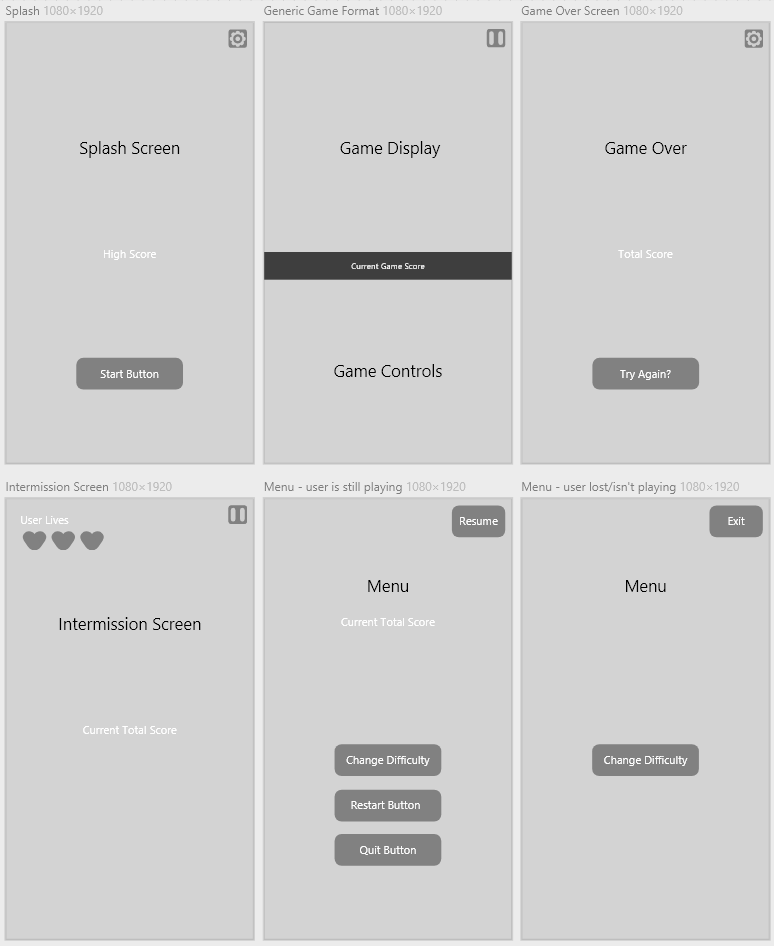 Splash 1080×1920
Splash Screen
High Score
Start Button
Generic Game Format 1080×1920
Game Display
Current Game Score
Game Controls
Game Over Screen 1080×1920
Game Over
Total Score
Try Again?
Intermission Screen 1080×1920
User Lives
Intermission Screen
Current Total Score
Menu - user is still playing 1080×1920
Resume
Menu
Current Total Score
Change Difficulty
Restart Button
Quit Button
Menu - user lost/isn't playing 1080×1920
Exit
Menu
Change Difficulty